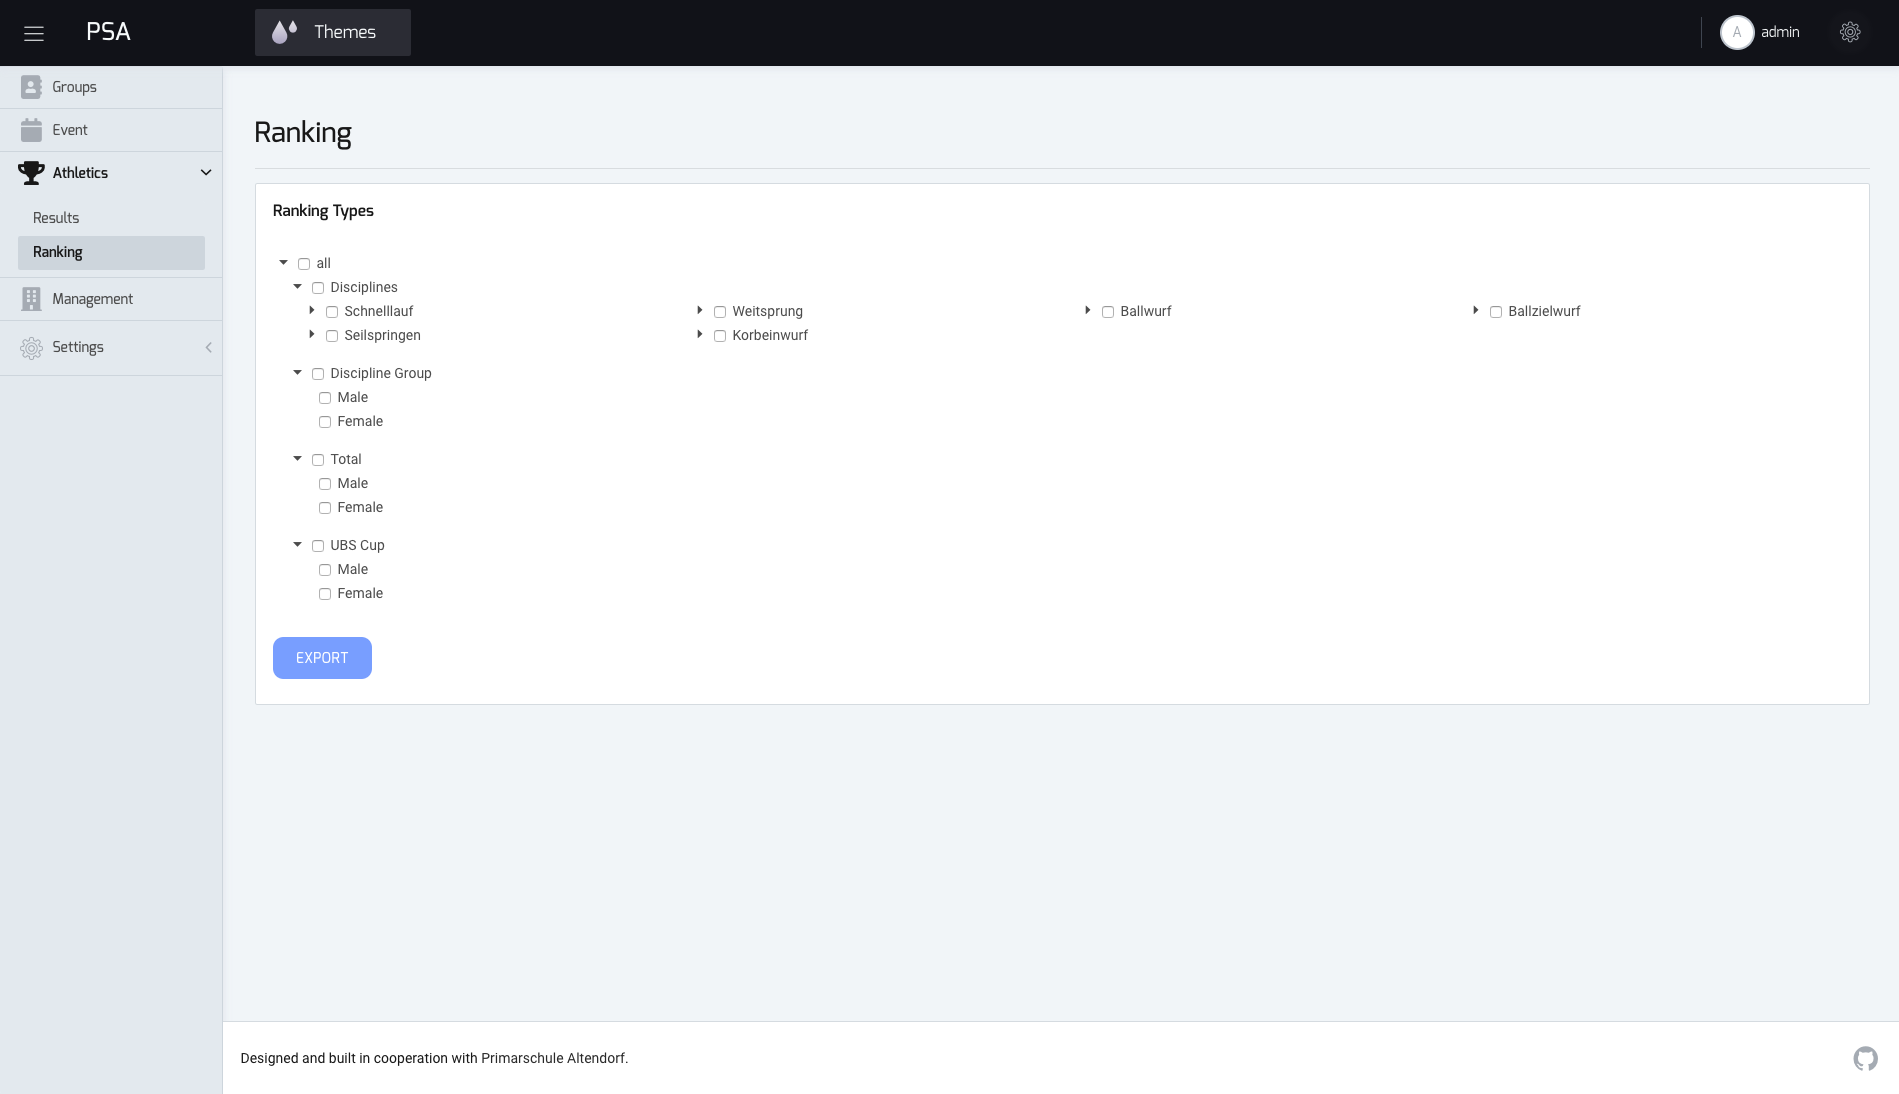 PSA
Themes
A
admin
Groups
Event
Athletics
Results
Ranking
Management
Settings
Ranking
Ranking Types
all
Disciplines
Schnelllauf Weitsprung Ballwurf Ballzielwurf
Seilspringen Korbeinwurf
Discipline Group
Male
Female
Total
Male
Female
UBS Cup
Male
Female
EXPORT
Designed and built in cooperation with Primarschule Altendorf.